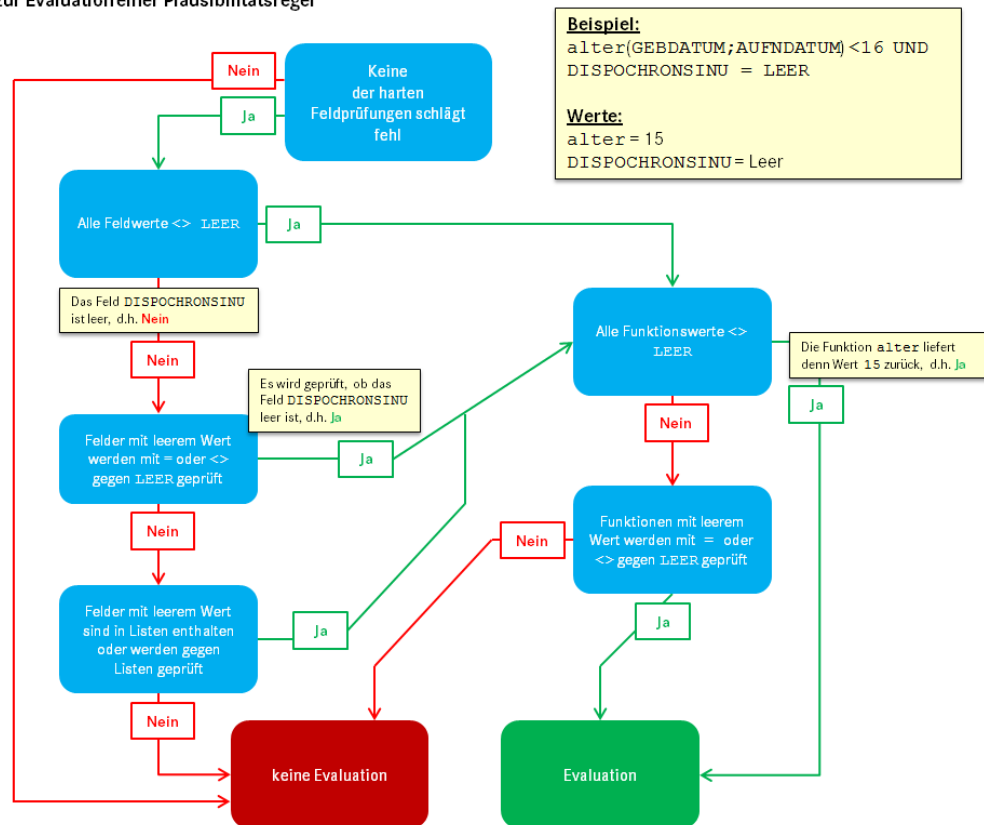 zur Evaluation einer Plausibilitätsregel
Beispiel:
alter(GEBDATUM;AUFNDATUM)<16 UND
DISPOCHRONSINU = LEER
Werte:
alter = 15
DISPOCHRONSINU = Leer
Keine
der harten
Feldprüfungen schlägt
fehl
Nein
Ja
Alle Feldwerte <> LEER
Ja
Das Feld DISPOCHRONSINU
ist leer, d.h. Nein
Nein
Alle Funktionswerte <>
LEER
Die Funktion alter liefert
denn Wert 15 zurück, d.h. Ja
Ja
Es wird geprüft, ob das
Feld DISPOCHRONSINU
leer ist, d.h. Ja
Nein
Felder mit leerem Wert
werden mit = oder <>
gegen LEER geprüft
Ja
Nein
Funktionen mit leerem
Wert werden mit = oder
<> gegen LEER geprüft
Nein
Ja
Felder mit leerem Wert
sind in Listen enthalten
oder werden gegen
Listen geprüft
Ja
Nein
keine Evaluation
Evaluation